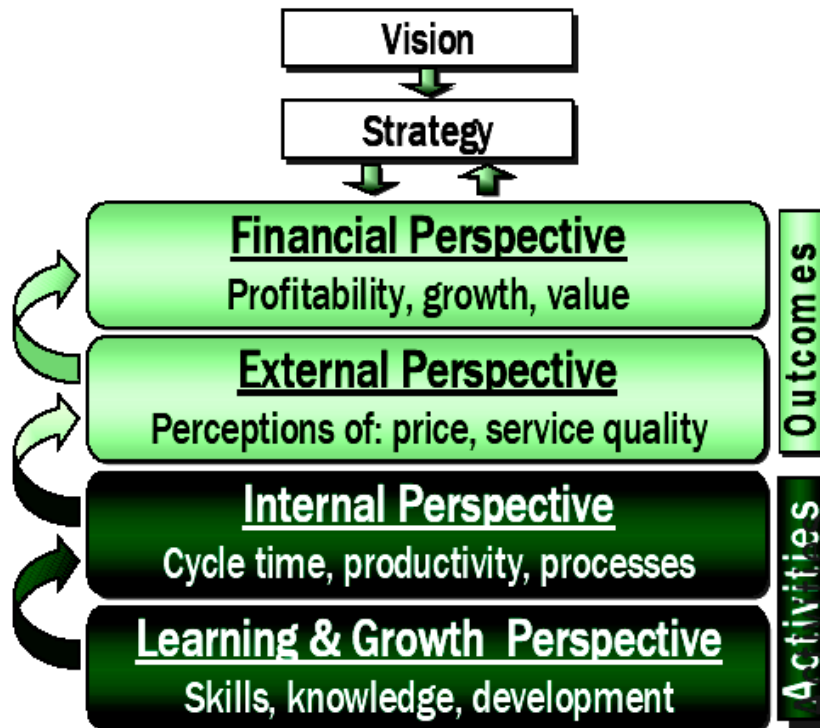 Vision
Strategy
Financial Perspective
Profitability, growth, value
External Perspective
Perceptions of: price, service quality
Internal Perspective
Cycle time, productivity, processes
Learning & Growth Perspective
Skills, knowledge, development
Outcomes
Activities